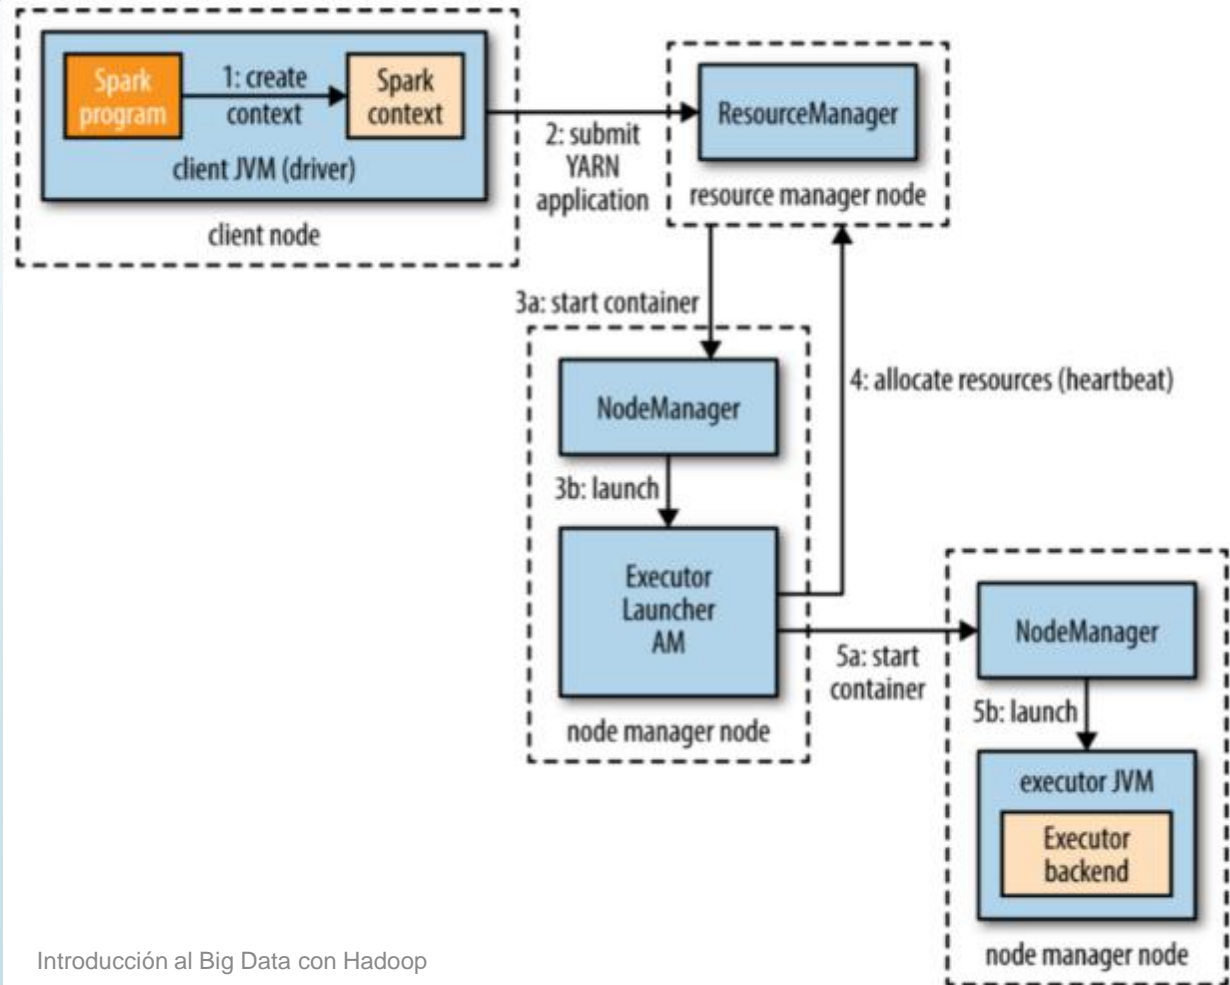 Spark
program
1: create
context
Spark
context
client JVM (driver)
client node
2: submit
YARN
application
ResourceManager
resource manager node
3a: start container
NodeManager
3b: launch
Executor
Launcher
AM
node manager node
4: allocate resources (heartbeat)
5a: start
container
NodeManager
5b: launch
executor JVM
Executor
backend
node manager node
Introducción al Big Data con Hadoop